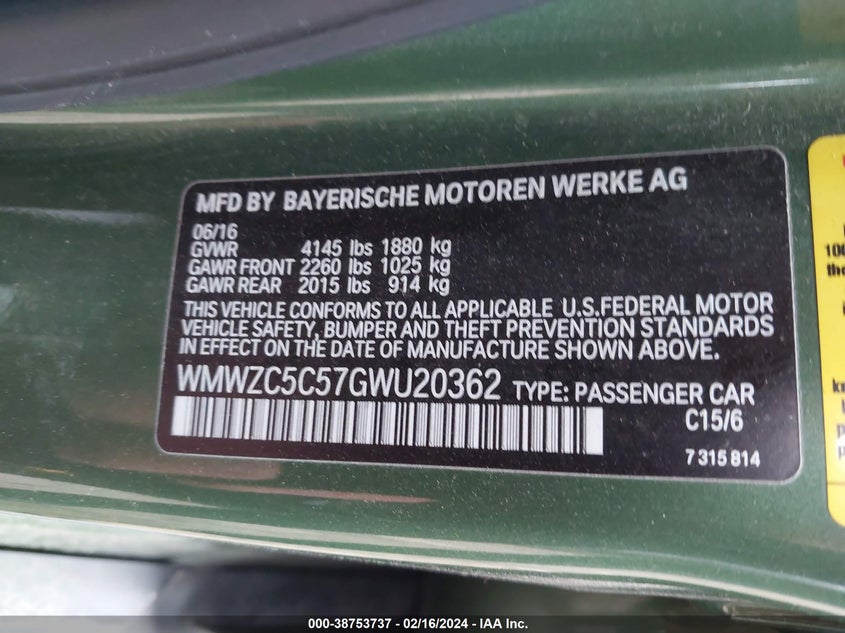 MFD BY BAYERISCHE MOTOREN WERKE AG
06/16
GVWR 4145 lbs 1880 kg
GAWR FRONT 2260 lbs 1025 kg
GAWR REAR 2015 lbs 914 kg
THIS VEHICLE CONFORMS TO ALL APPLICABLE U.S.FEDERAL MOTOR
VEHICLE SAFETY, BUMPER AND THEFT PREVENTION STANDARDS
IN EFFECT ON THE DATE OF MANUFACTURE SHOWN ABOVE.
WMWZC5C57GWU20362 TYPE: PASSENGER CAR
C15/6
7 315 814
000-38753737 - 02/16/2024 - IAA Inc.